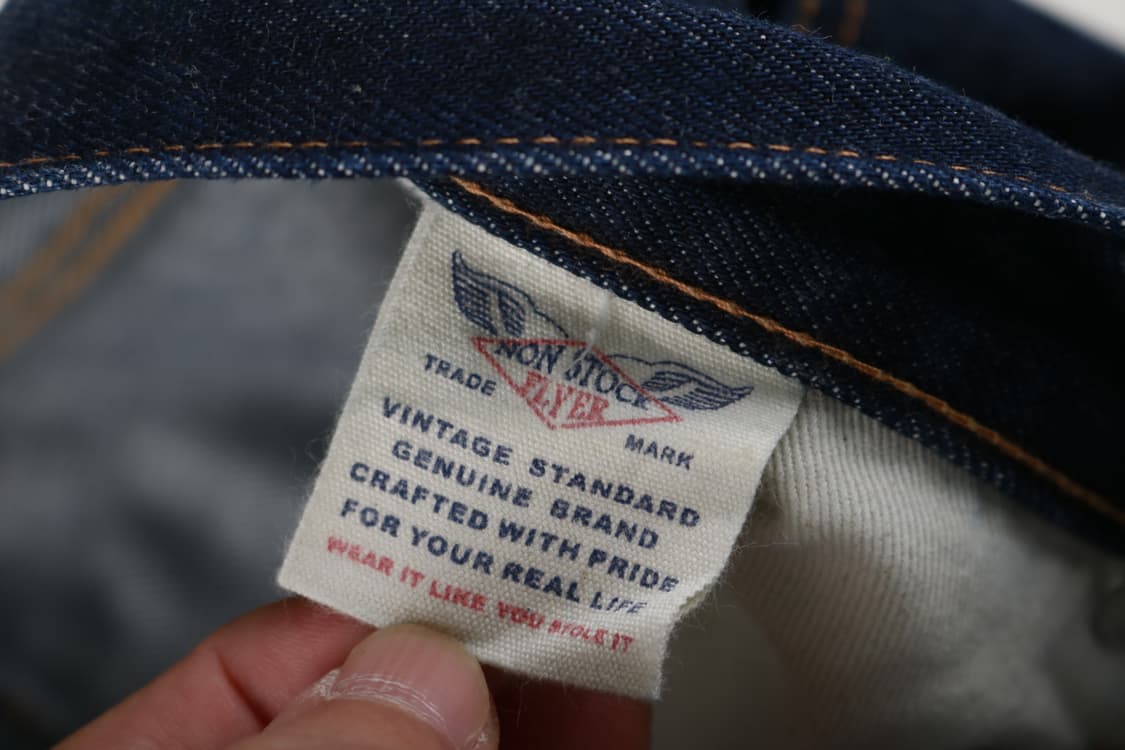 NON STOCK
FLYER
TRADE MARK
VINTAGE STANDARD
GENUINE BRAND
CRAFTED WITH PRIDE
FOR YOUR REAL LIFE
WEAR IT LIKE YOU STOLE IT